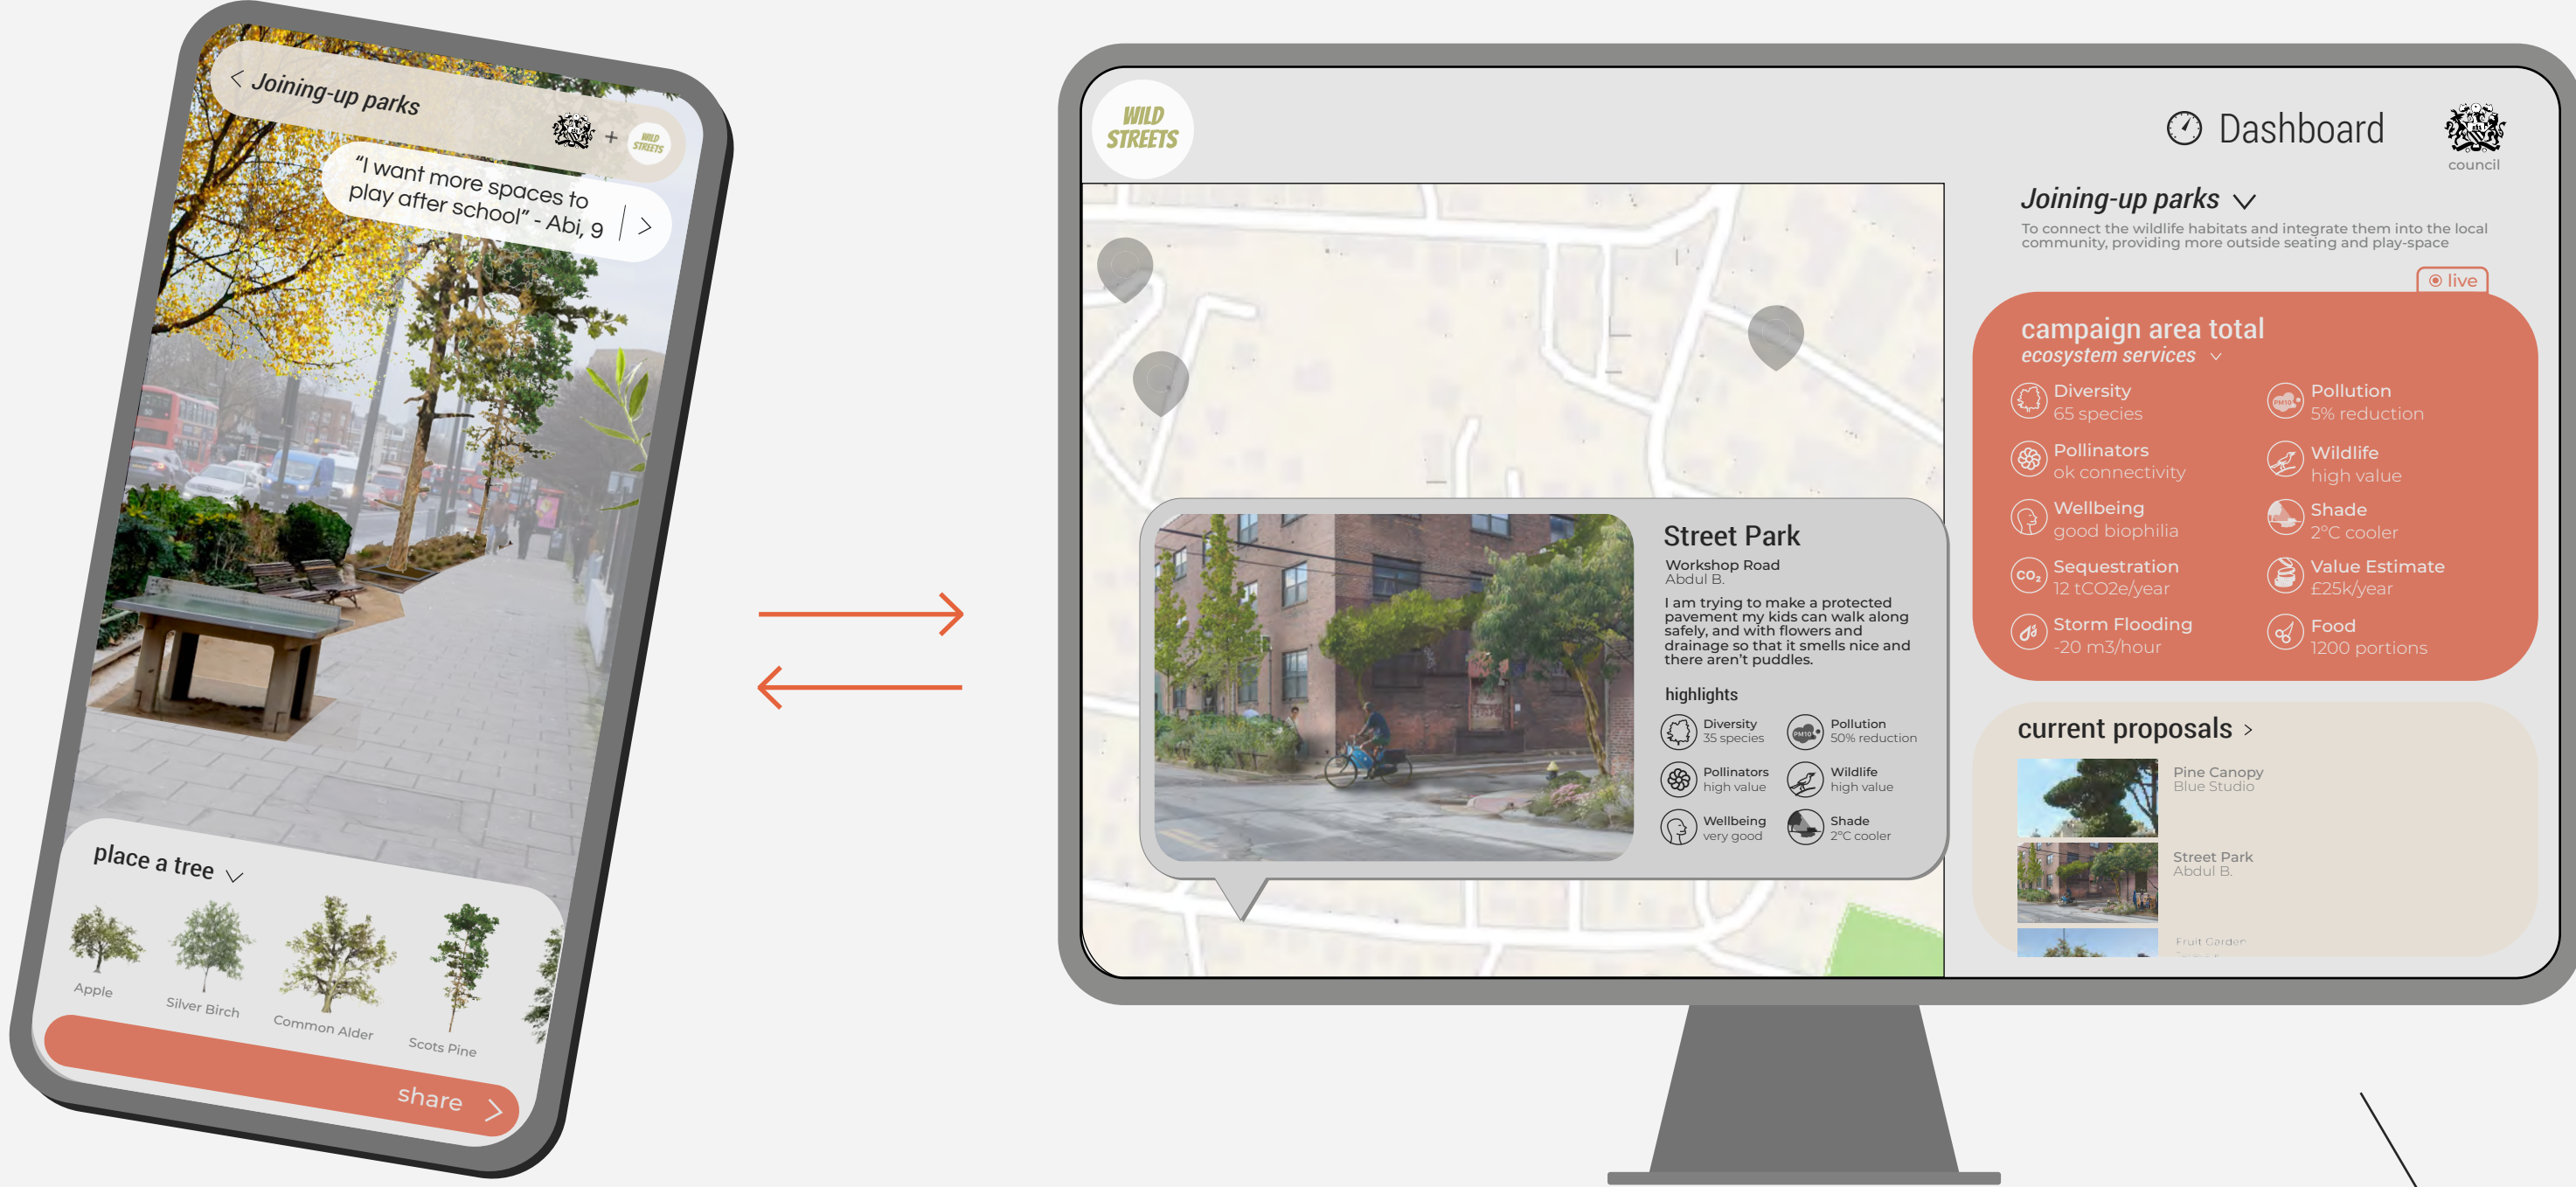 Joining-up parks
+
WILD
STREETS
“I want more spaces to
play after school” - Abi, 9
place a tree
Apple
Silver Birch
Common Alder
Scots Pine
share
WILD
STREETS
Dashboard
council
Joining-up parks
To connect the wildlife habitats and integrate them into the local
community, providing more outside seating and play-space
live
campaign area total
ecosystem services
Diversity
65 species
PM10
Pollution
5% reduction
Pollinators
ok connectivity
Wildlife
high value
Wellbeing
good biophilia
Shade
2°C cooler
CO₂
Sequestration
12 tCO2e/year
Value Estimate
£25k/year
Storm Flooding
-20 m3/hour
Food
1200 portions
Street Park
Workshop Road
Abdul B.
I am trying to make a protected
pavement my kids can walk along
safely, and with flowers and
drainage so that it smells nice and
there aren’t puddles.
highlights
Diversity
35 species
PM10
Pollution
50% reduction
Pollinators
high value
Wildlife
high value
Wellbeing
very good
Shade
2°C cooler
current proposals
Pine Canopy
Blue Studio
Street Park
Abdul B.
Fruit Garden